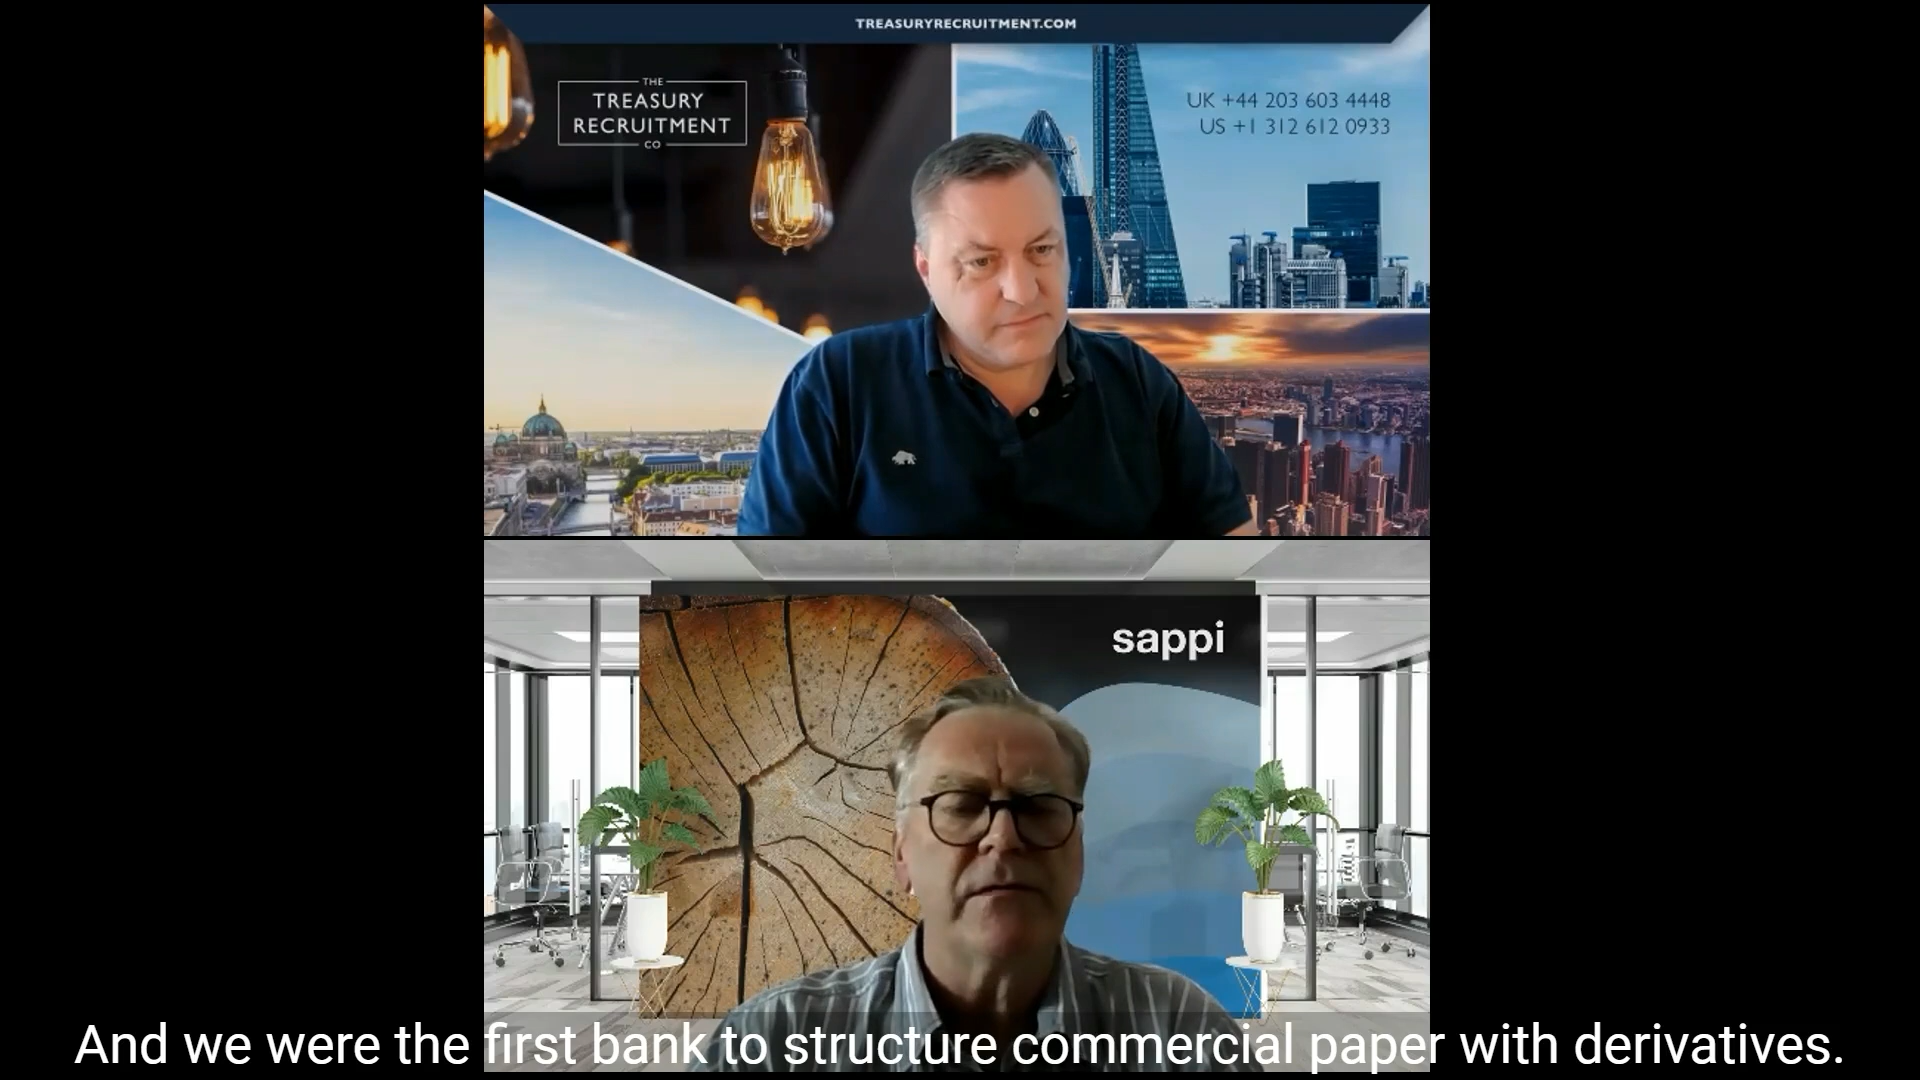 TREASURYRECRUITMENT.COM
THE
TREASURY
RECRUITMENT
CO
UK +44 203 603 4448
US +1 312 612 0933
sappi
And we were the first bank to structure commercial paper with derivatives.